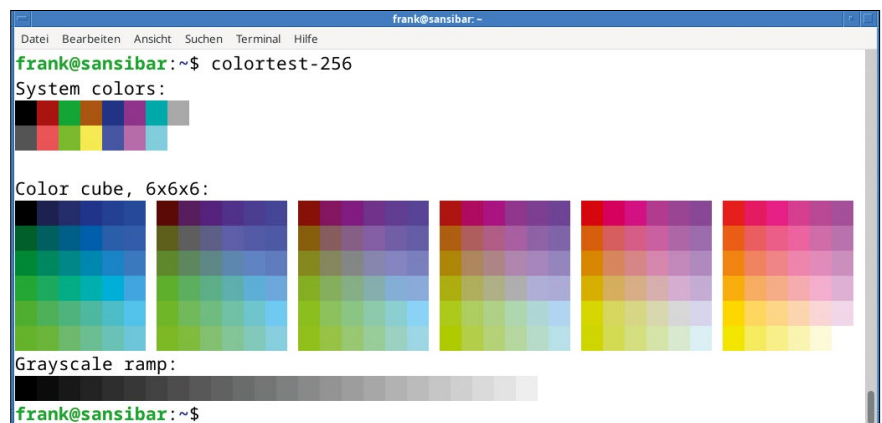 frank@sansibar: ~
Datei Bearbeiten Ansicht Suchen Terminal Hilfe
frank@sansibar:~$ colortest-256
System colors:
Color cube, 6x6x6:
Grayscale ramp:
frank@sansibar:~$